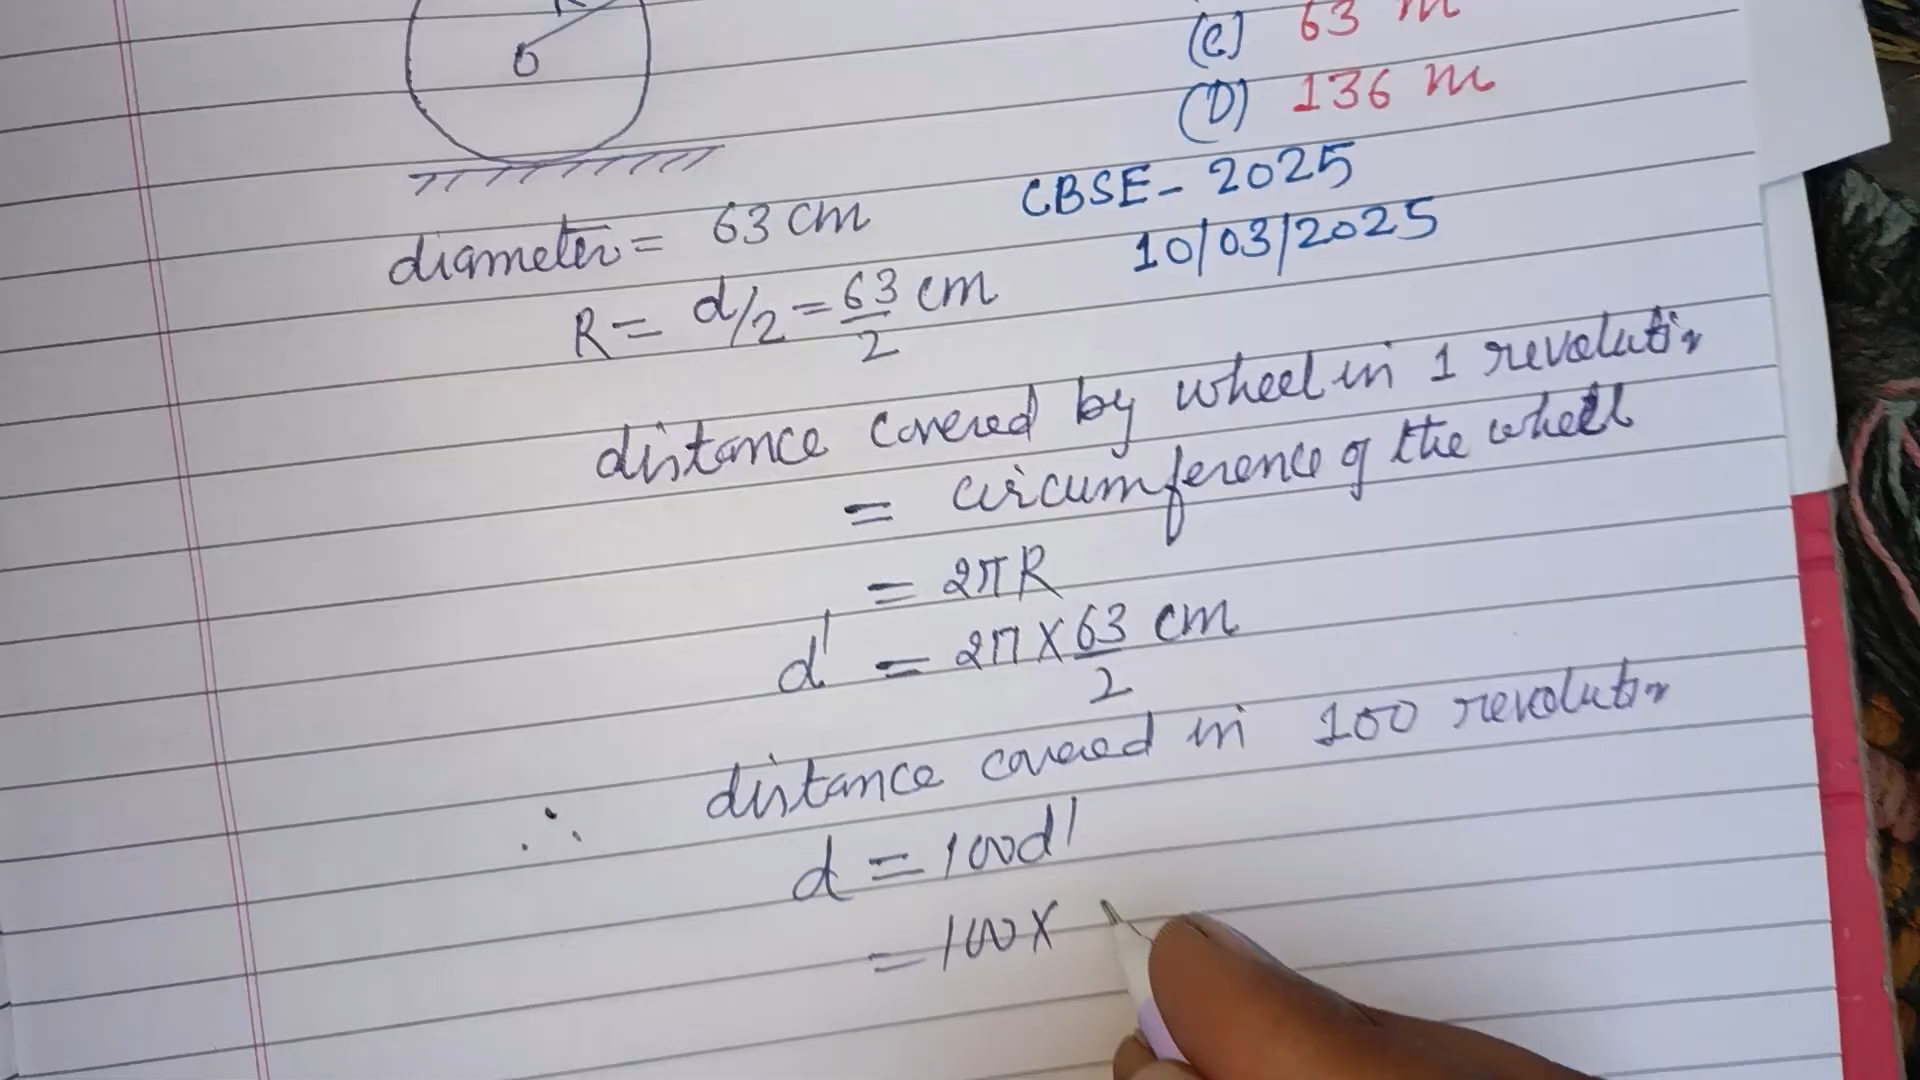 (C) 63 m
O
(D) 136 m
CBSE- 2025
10/03/2025
diameter = 63 cm
R = d/2 = 63/2 cm
distance covered by wheel in 1 revolution
= circumference of the wheel
= 2πR
d' = 2π × 63/2 cm
∴ distance covered in 100 revolution
d = 100d'
= 100 ×